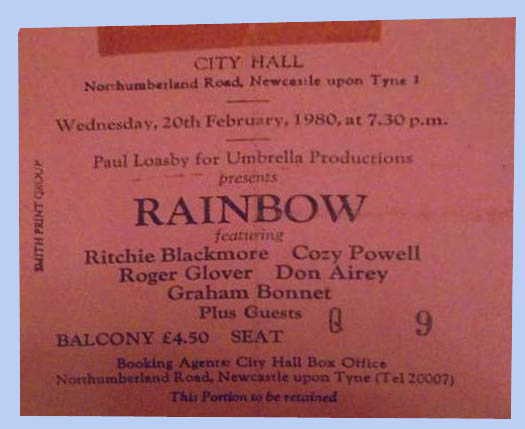 CITY HALL
Northumberland Road, Newcastle upon Tyne 1
Wednesday, 20th February, 1980, at 7.30 p.m.
Paul Loasby for Umbrella Productions
presents
RAINBOW
featuring
Ritchie Blackmore Cozy Powell
Roger Glover Don Airey
Graham Bonnet
Plus Guests
BALCONY £4.50 SEAT Q 9
Booking Agents: City Hall Box Office
Northumberland Road, Newcastle upon Tyne (Tel 20007)
This Portion to be retained
SMITH PRINT GROUP